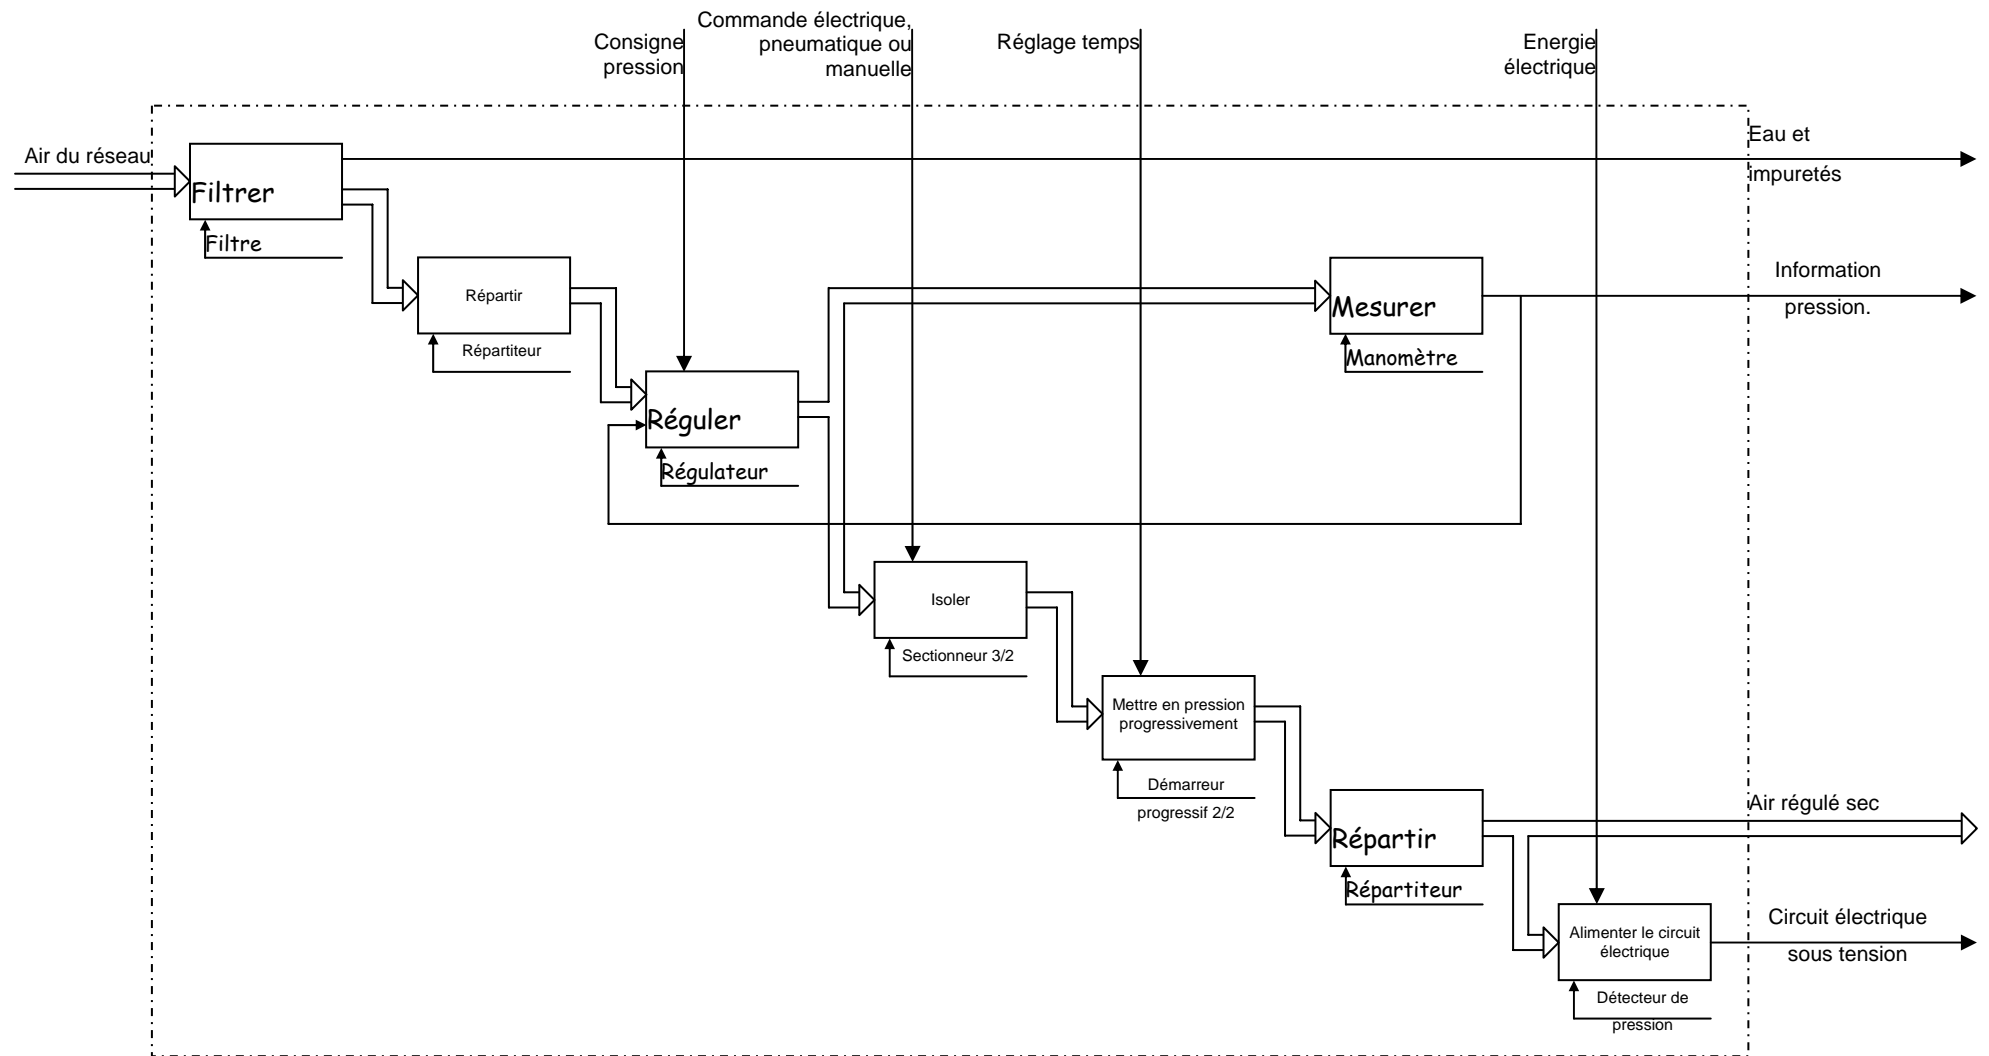 Commande électrique,
pneumatique ou
manuelle
Consigne
pression
Réglage temps
Energie
électrique
Air du réseau
Eau et
impuretés
Filtrer
Filtre
Répartir
Répartiteur
Information
pression.
Mesurer
Manomètre
Réguler
Régulateur
Isoler
Sectionneur 3/2
Mettre en pression
progressivement
Démarreur
progressif 2/2
Air régulé sec
Répartir
Répartiteur
Circuit électrique
sous tension
Alimenter le circuit
électrique
Détecteur de
pression